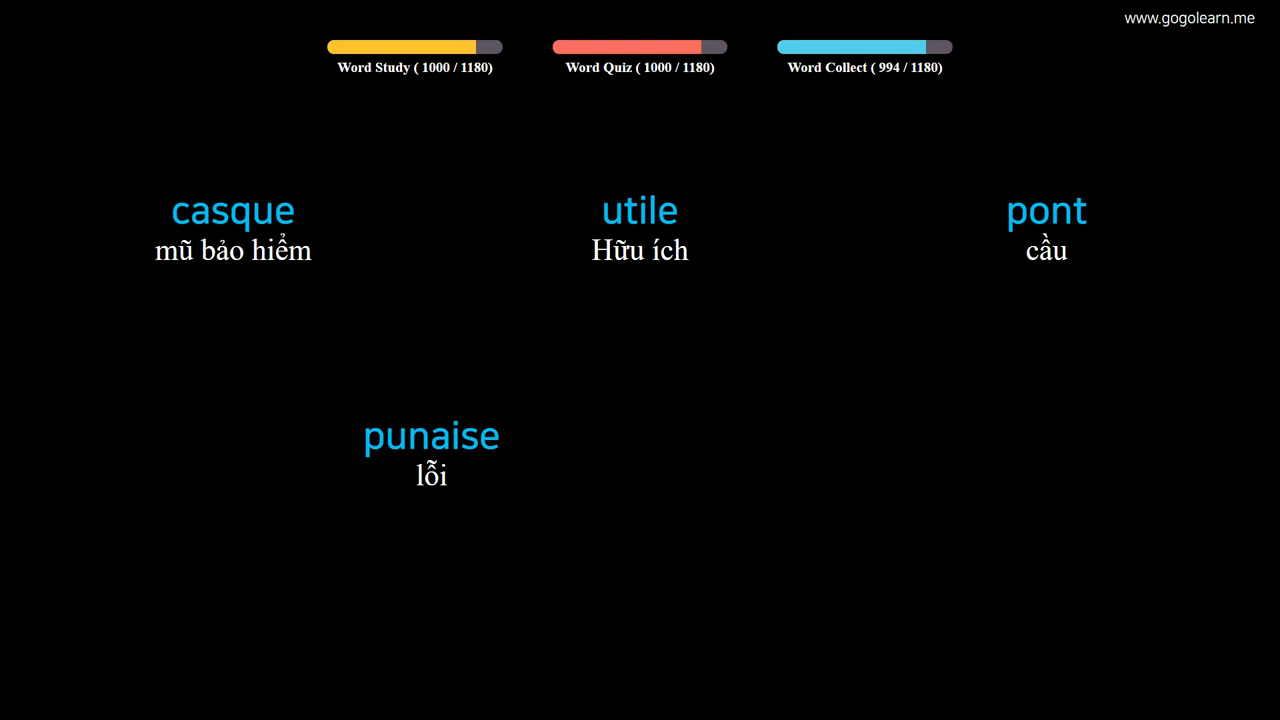 www.gogolearn.me
Word Study ( 1000 / 1180)
Word Quiz ( 1000 / 1180)
Word Collect ( 994 / 1180)
casque
mũ bảo hiểm
utile
Hữu ích
pont
cầu
punaise
lỗi